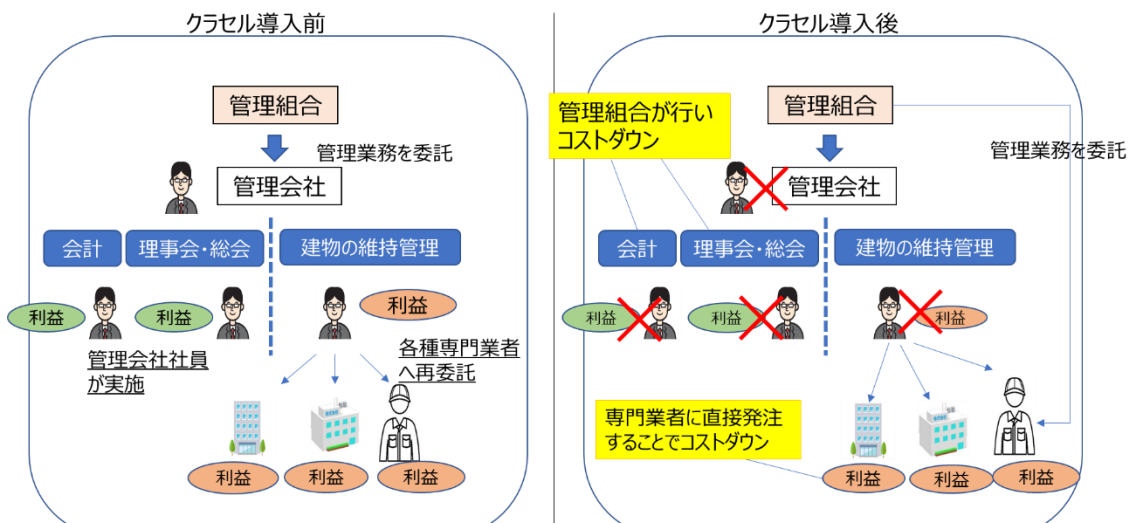 クラセル導入前
管理組合
管理業務を委託
管理会社
会計
理事会・総会
建物の維持管理
利益
利益
利益
管理会社社員
が実施
各種専門業者
へ再委託
利益
利益
利益
クラセル導入後
管理組合が行い
コストダウン
管理組合
管理業務を委託
管理会社
会計
理事会・総会
建物の維持管理
利益
利益
利益
専門業者に直接発注
することでコストダウン
利益
利益
利益